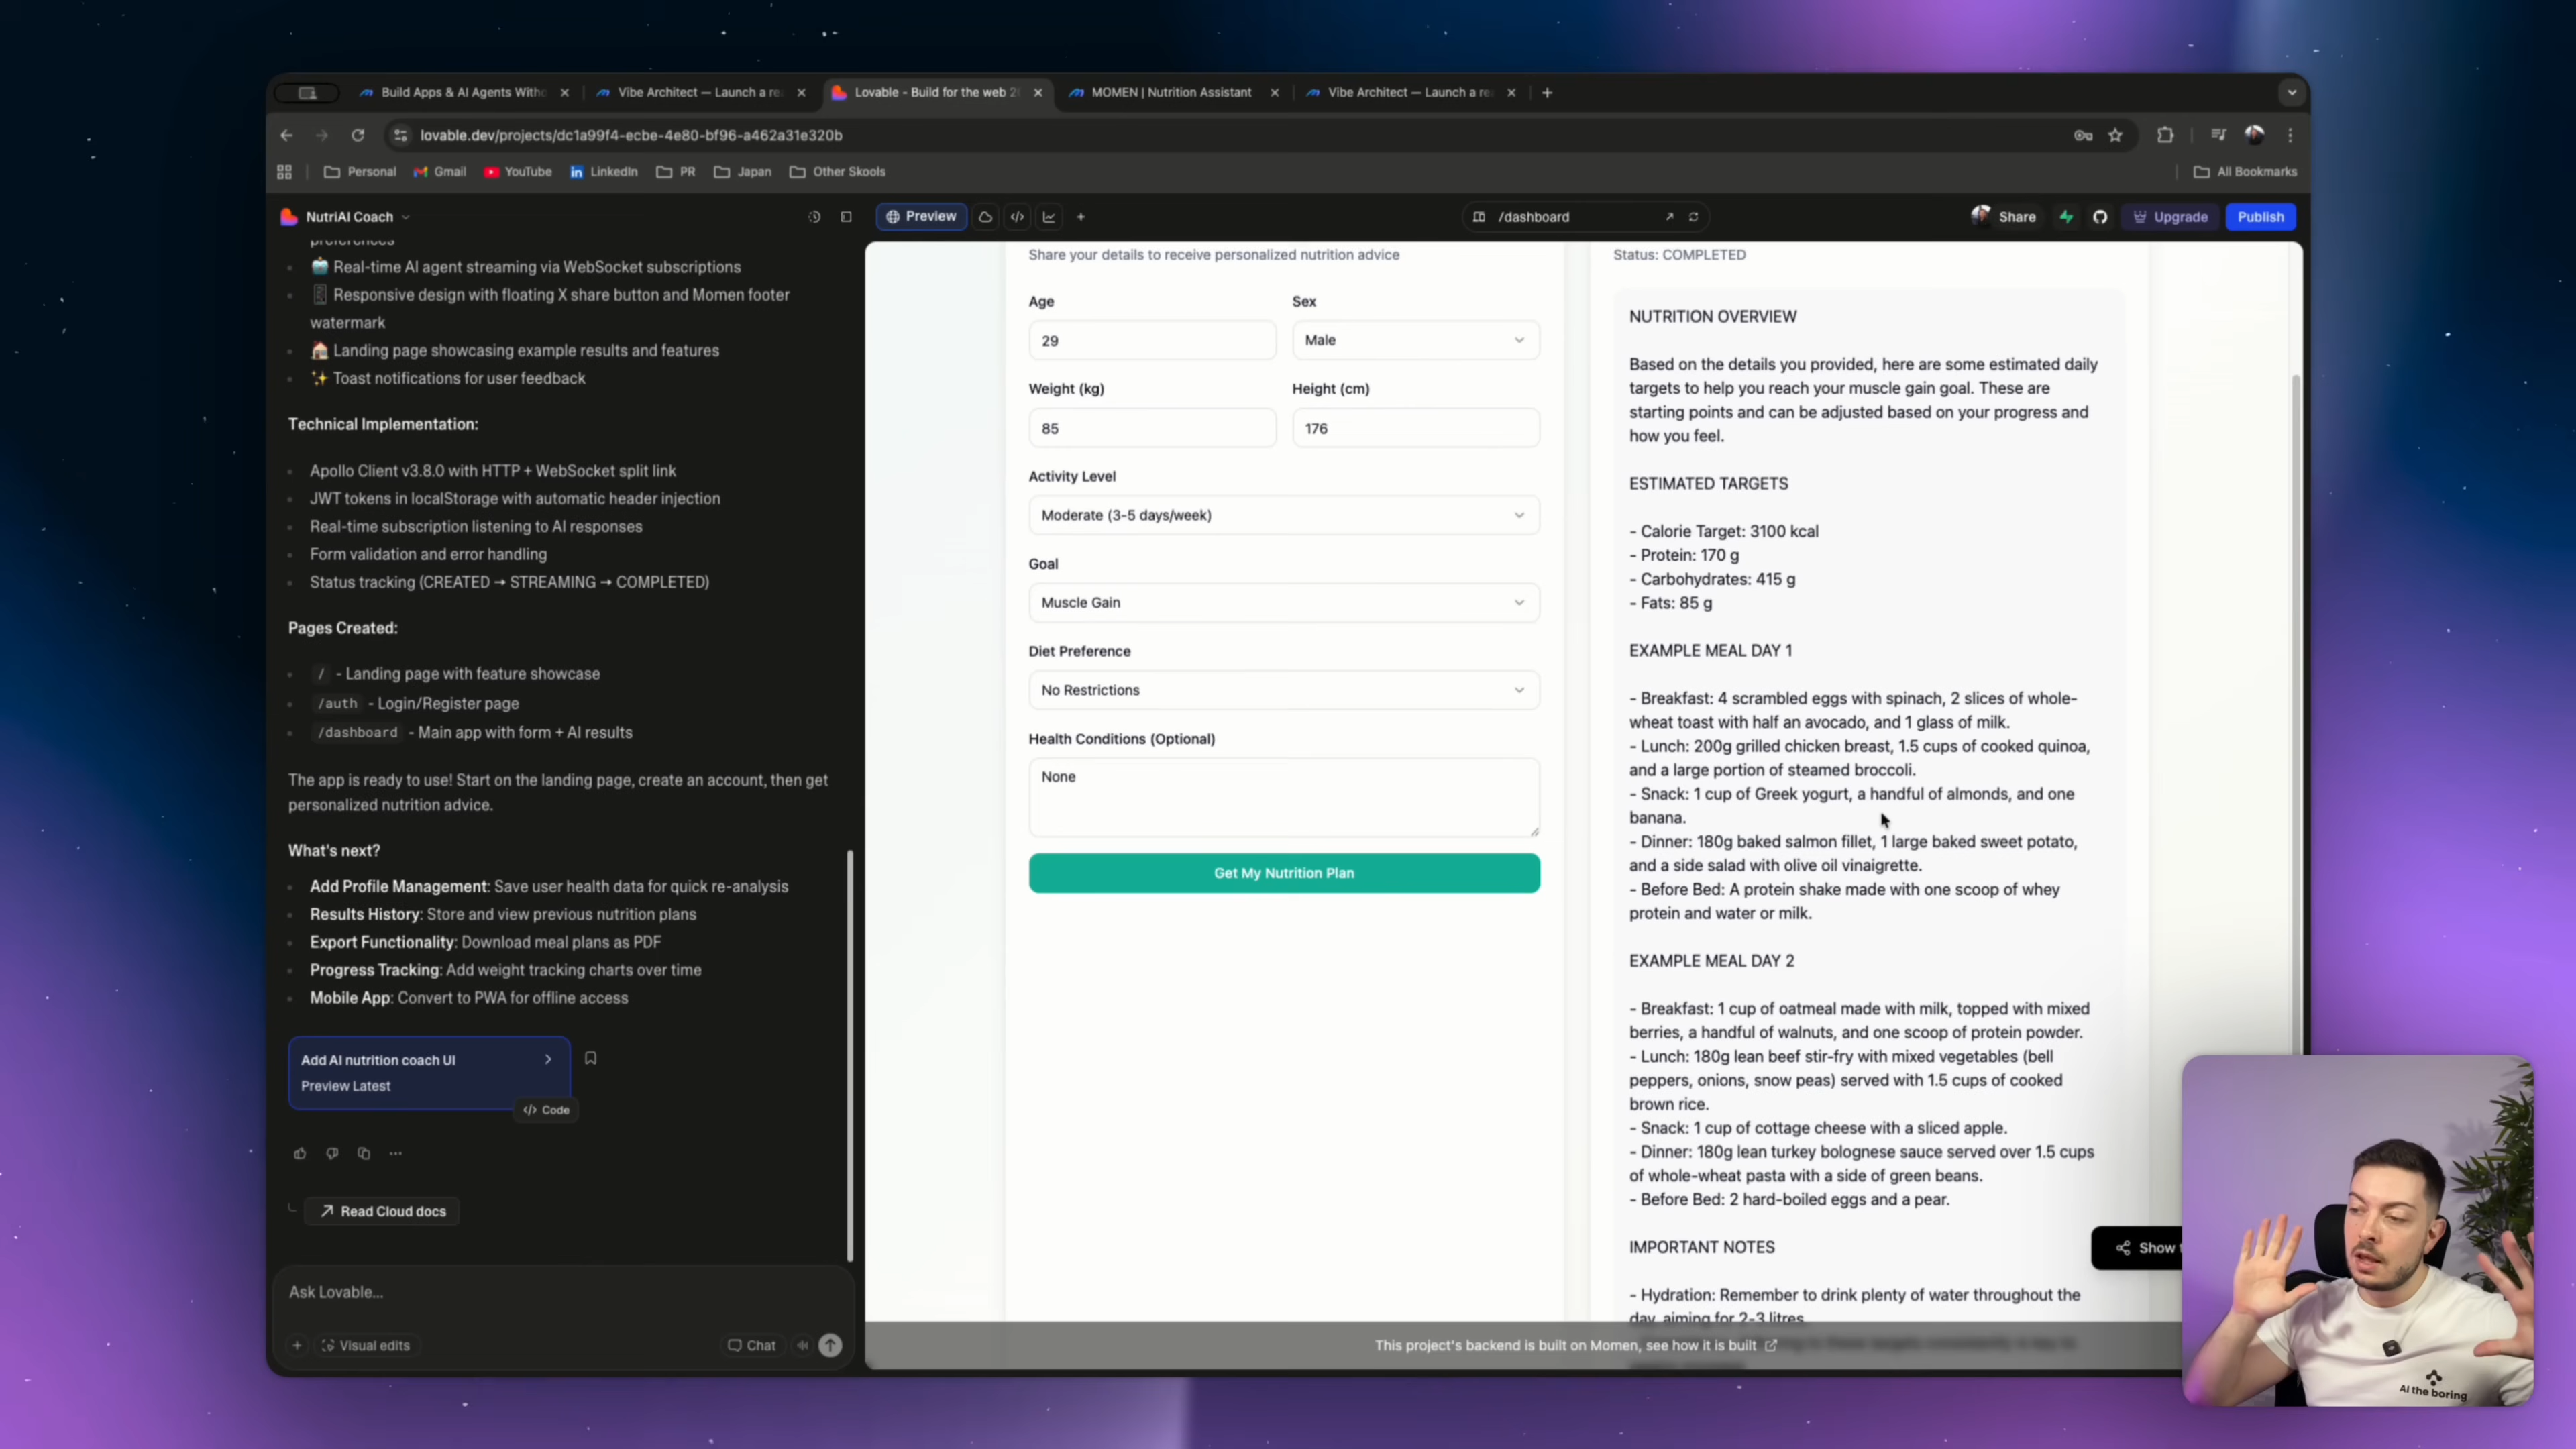 Build Apps & AI Agents Witho
Vibe Architect — Launch a re
Lovable - Build for the web 2
MOMEN | Nutrition Assistant
Vibe Architect — Launch a re
lovable.dev/projects/dc1a99f4-ecbe-4e80-bf96-a462a31e320b
Personal
Gmail
YouTube
LinkedIn
PR
Japan
Other Skools
All Bookmarks
NutriAI Coach
Preview
/dashboard
Share
Upgrade
Publish
preferences
Real-time AI agent streaming via WebSocket subscriptions
Responsive design with floating X share button and Momen footer
watermark
Landing page showcasing example results and features
✨ Toast notifications for user feedback
Technical Implementation:
Apollo Client v3.8.0 with HTTP + WebSocket split link
JWT tokens in localStorage with automatic header injection
Real-time subscription listening to AI responses
Form validation and error handling
Status tracking (CREATED → STREAMING → COMPLETED)
Pages Created:
/ - Landing page with feature showcase
/auth - Login/Register page
/dashboard - Main app with form + AI results
The app is ready to use! Start on the landing page, create an account, then get
personalized nutrition advice.
What's next?
Add Profile Management: Save user health data for quick re-analysis
Results History: Store and view previous nutrition plans
Export Functionality: Download meal plans as PDF
Progress Tracking: Add weight tracking charts over time
Mobile App: Convert to PWA for offline access
Add AI nutrition coach UI
Preview Latest
</> Code
Read Cloud docs
Ask Lovable...
Visual edits
Chat
Share your details to receive personalized nutrition advice
Age
Sex
29
Male
Weight (kg)
Height (cm)
85
176
Activity Level
Moderate (3-5 days/week)
Goal
Muscle Gain
Diet Preference
No Restrictions
Health Conditions (Optional)
None
Get My Nutrition Plan
Status: COMPLETED
NUTRITION OVERVIEW
Based on the details you provided, here are some estimated daily
targets to help you reach your muscle gain goal. These are
starting points and can be adjusted based on your progress and
how you feel.
ESTIMATED TARGETS
- Calorie Target: 3100 kcal
- Protein: 170 g
- Carbohydrates: 415 g
- Fats: 85 g
EXAMPLE MEAL DAY 1
- Breakfast: 4 scrambled eggs with spinach, 2 slices of whole-
wheat toast with half an avocado, and 1 glass of milk.
- Lunch: 200g grilled chicken breast, 1.5 cups of cooked quinoa,
and a large portion of steamed broccoli.
- Snack: 1 cup of Greek yogurt, a handful of almonds, and one
banana.
- Dinner: 180g baked salmon fillet, 1 large baked sweet potato,
and a side salad with olive oil vinaigrette.
- Before Bed: A protein shake made with one scoop of whey
protein and water or milk.
EXAMPLE MEAL DAY 2
- Breakfast: 1 cup of oatmeal made with milk, topped with mixed
berries, a handful of walnuts, and one scoop of protein powder.
- Lunch: 180g lean beef stir-fry with mixed vegetables (bell
peppers, onions, snow peas) served with 1.5 cups of cooked
brown rice.
- Snack: 1 cup of cottage cheese with a sliced apple.
- Dinner: 180g lean turkey bolognese sauce served over 1.5 cups
of whole-wheat pasta with a side of green beans.
- Before Bed: 2 hard-boiled eggs and a pear.
IMPORTANT NOTES
- Hydration: Remember to drink plenty of water throughout the
day, aiming for 2-3 litres
Show
This project's backend is built on Momen, see how it is built
AI the boring